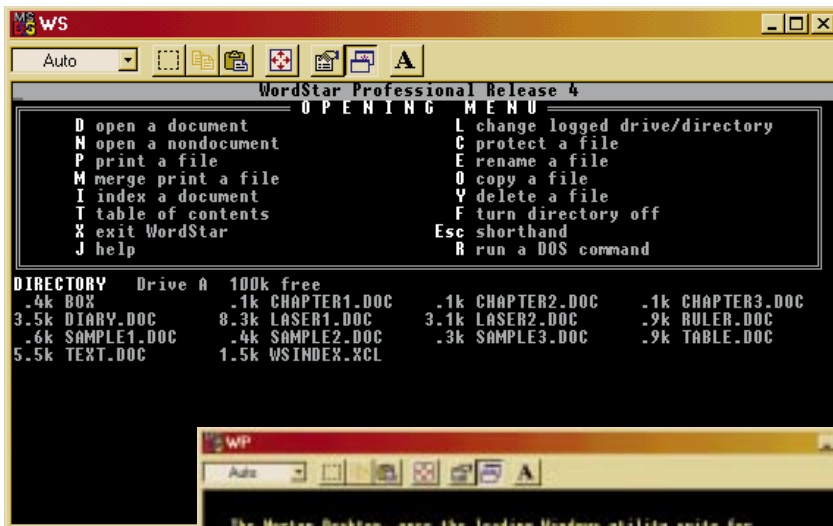 WS
Auto
A
WordStar Professional Release 4
OPENING MENU
D open a document L change logged drive/directory
N open a nondocument C protect a file
P print a file E rename a file
M merge print a file O copy a file
I index a document Y delete a file
T table of contents F turn directory off
X exit WordStar Esc shorthand
J help R run a DOS command
DIRECTORY Drive A 100k free
.4k BOX .1k CHAPTER1.DOC .1k CHAPTER2.DOC .1k CHAPTER3.DOC
3.5k DIARY.DOC 8.3k LASER1.DOC 3.1k LASER2.DOC .9k RULER.DOC
.6k SAMPLE1.DOC .4k SAMPLE2.DOC .3k SAMPLE3.DOC .9k TABLE.DOC
5.5k TEXT.DOC 1.5k WSINDEX.XCL
WP
Auto
A